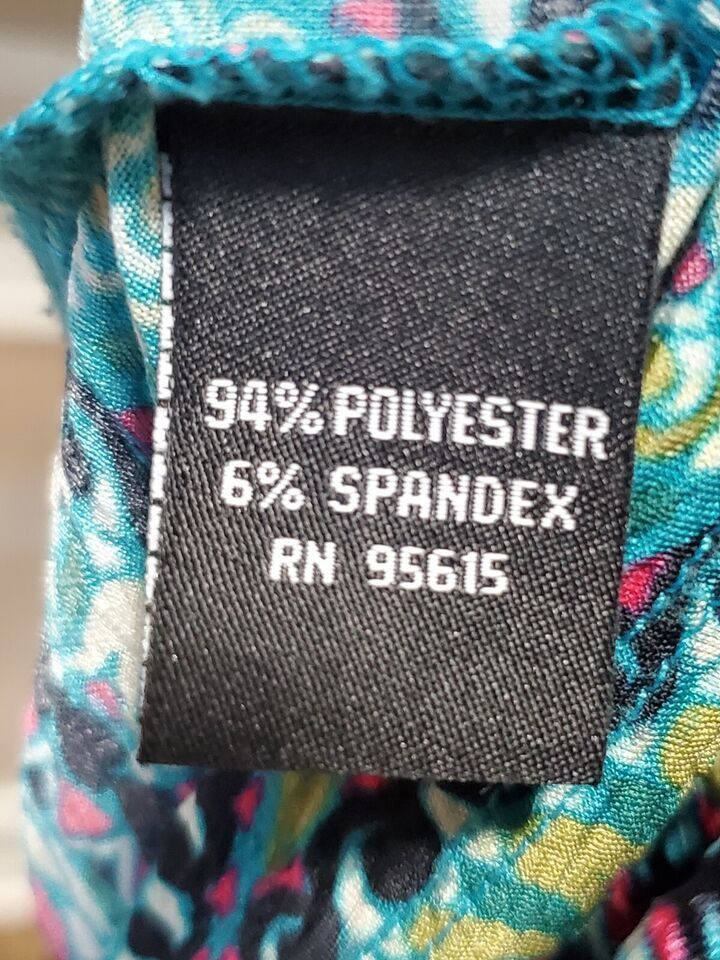 94% POLYESTER
6% SPANDEX
RN 95615